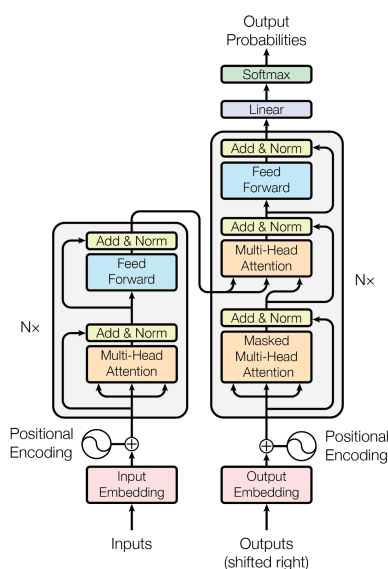 Output
Probabilities
Softmax
Linear
Add & Norm
Feed
Forward
Add & Norm
Multi-Head
Attention
Add & Norm
Masked
Multi-Head
Attention
Nx
Add & Norm
Feed
Forward
Add & Norm
Multi-Head
Attention
N×
Positional
Encoding
Positional
Encoding
Input
Embedding
Output
Embedding
Inputs
Outputs
(shifted right)